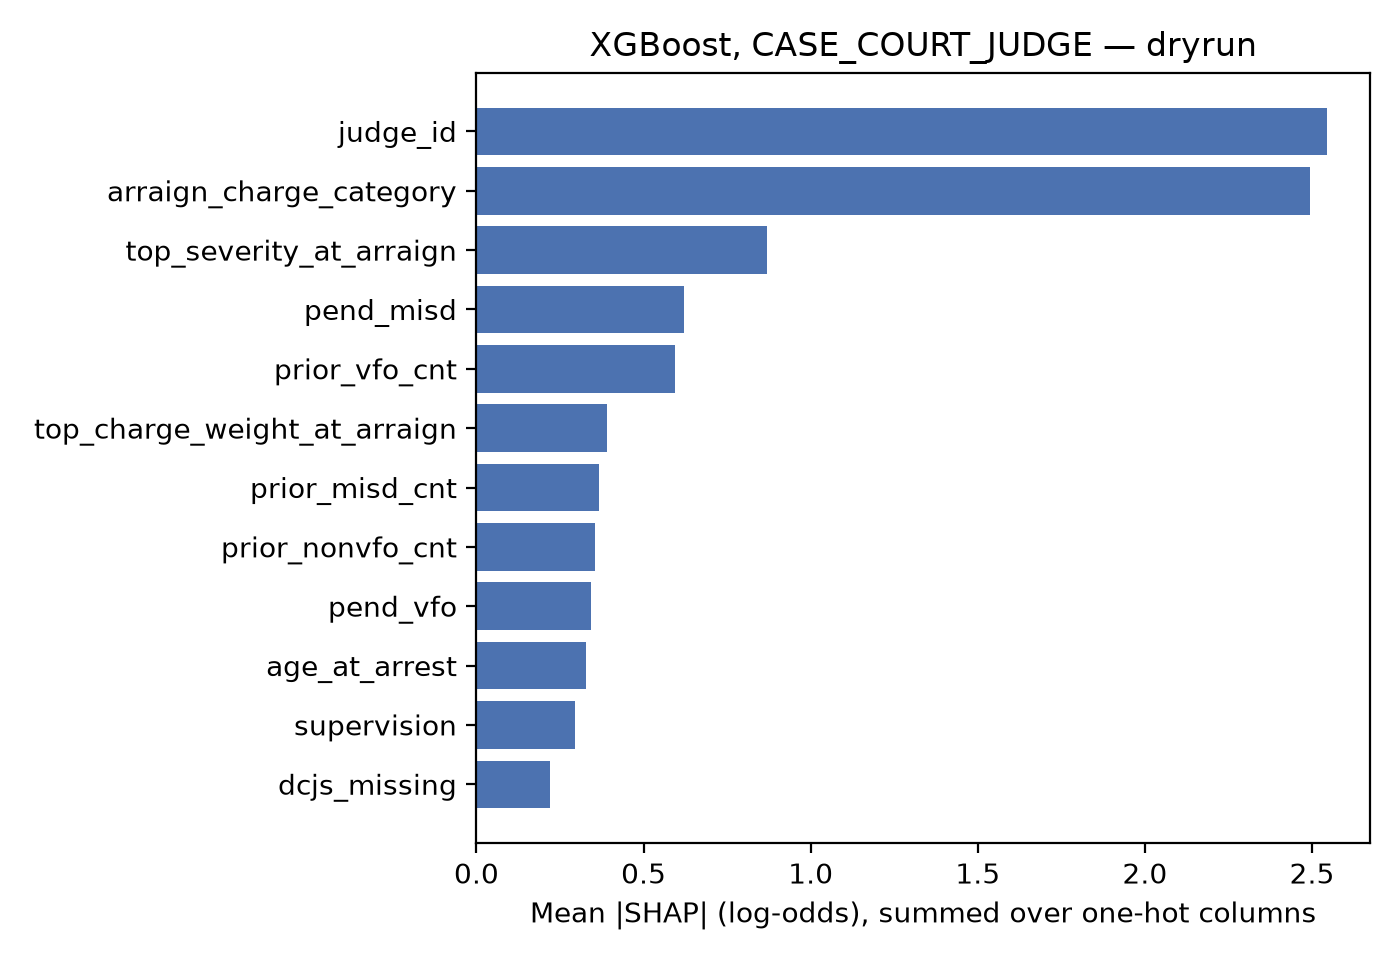 XGBoost, CASE_COURT_JUDGE — dryrun
judge_id
arraign_charge_category
top_severity_at_arraign
pend_misd
prior_vfo_cnt
top_charge_weight_at_arraign
prior_misd_cnt
prior_nonvfo_cnt
pend_vfo
age_at_arrest
supervision
dcjs_missing
0.0 0.5 1.0 1.5 2.0 2.5
Mean |SHAP| (log-odds), summed over one-hot columns